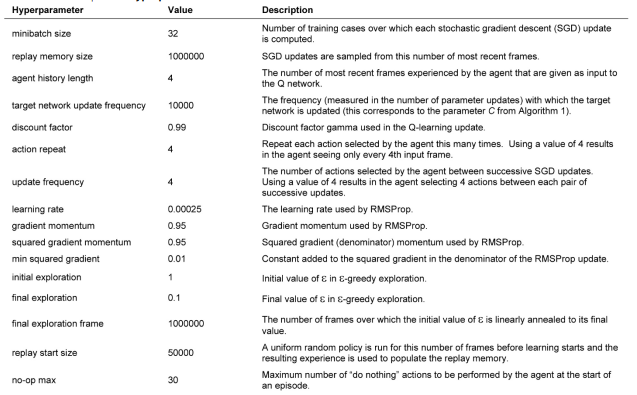 Hyperparameter Value Description
minibatch size 32 Number of training cases over which each stochastic gradient descent (SGD) update
is computed.
replay memory size 1000000 SGD updates are sampled from this number of most recent frames.
agent history length 4 The number of most recent frames experienced by the agent that are given as input to
the Q network.
target network update frequency 10000 The frequency (measured in the number of parameter updates) with which the target
network is updated (this corresponds to the parameter C from Algorithm 1).
discount factor 0.99 Discount factor gamma used in the Q-learning update.
action repeat 4 Repeat each action selected by the agent this many times. Using a value of 4 results
in the agent seeing only every 4th input frame.
update frequency 4 The number of actions selected by the agent between successive SGD updates.
Using a value of 4 results in the agent selecting 4 actions between each pair of
successive updates.
learning rate 0.00025 The learning rate used by RMSProp.
gradient momentum 0.95 Gradient momentum used by RMSProp.
squared gradient momentum 0.95 Squared gradient (denominator) momentum used by RMSProp.
min squared gradient 0.01 Constant added to the squared gradient in the denominator of the RMSProp update.
initial exploration 1 Initial value of ε in ε-greedy exploration.
final exploration 0.1 Final value of ε in ε-greedy exploration.
final exploration frame 1000000 The number of frames over which the initial value of ε is linearly annealed to its final
value.
replay start size 50000 A uniform random policy is run for this number of frames before learning starts and the
resulting experience is used to populate the replay memory.
no-op max 30 Maximum number of "do nothing" actions to be performed by the agent at the start of
an episode.